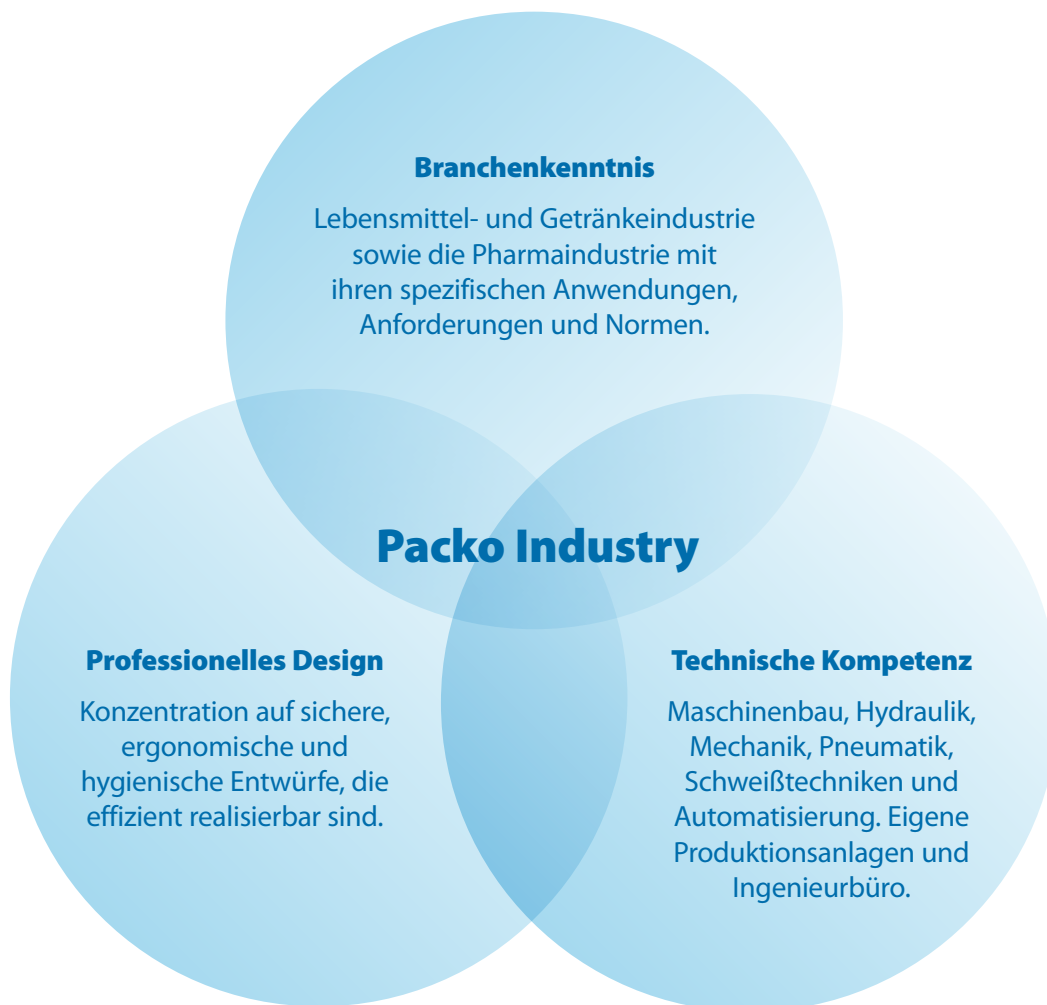 Branchenkenntnis
Lebensmittel- und Getränkeindustrie
sowie die Pharmaindustrie mit
ihren spezifischen Anwendungen,
Anforderungen und Normen.
Packo Industry
Professionelles Design
Konzentration auf sichere,
ergonomische und
hygienische Entwürfe, die
effizient realisierbar sind.
Technische Kompetenz
Maschinenbau, Hydraulik,
Mechanik, Pneumatik,
Schweißtechniken und
Automatisierung. Eigene
Produktionsanlagen und
Ingenieurbüro.